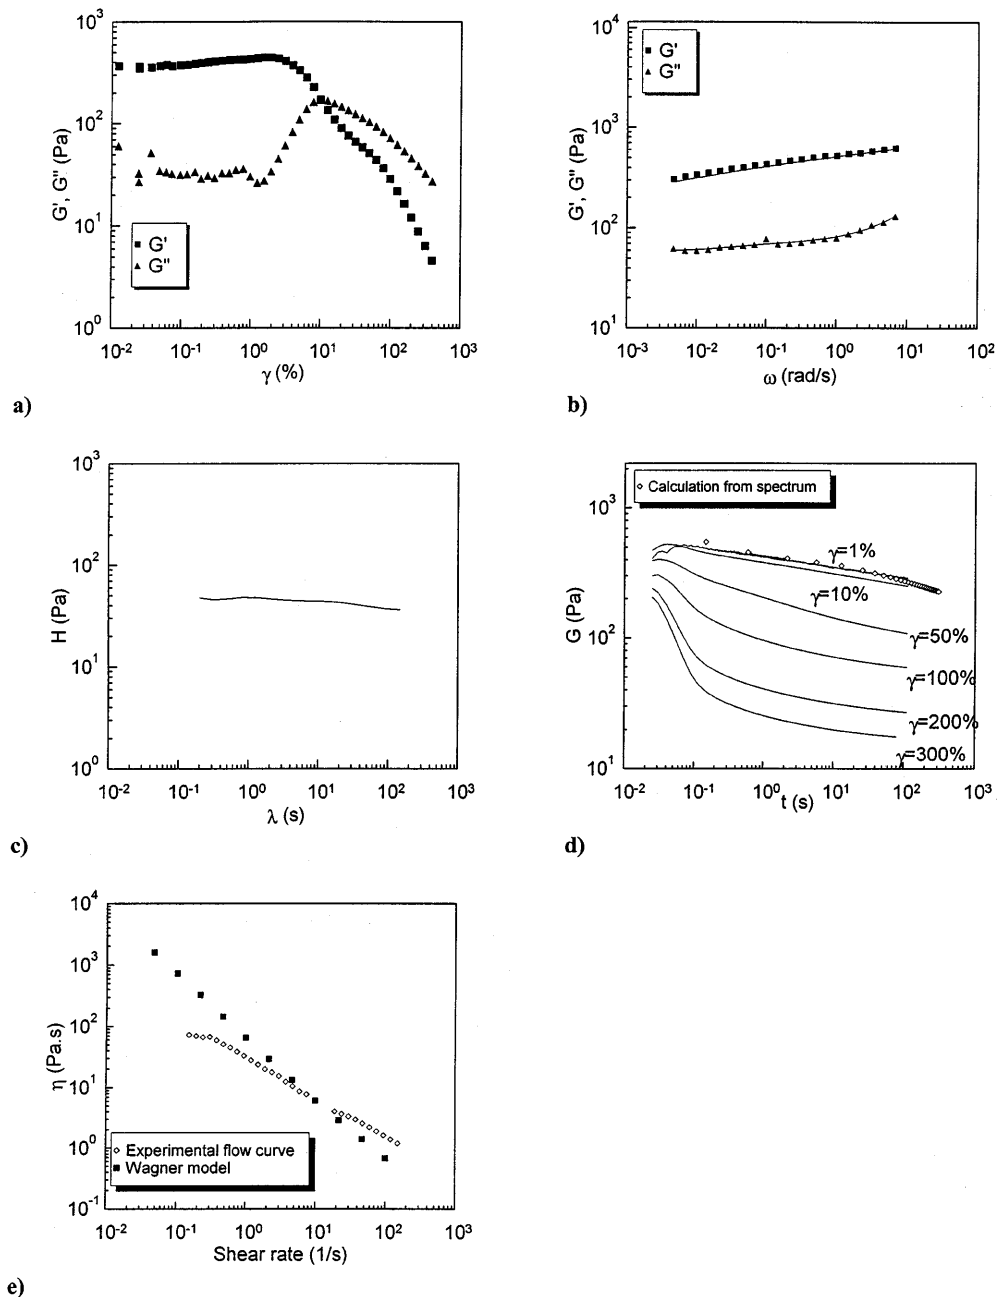 10³
10²
10¹
10⁰
G', G'' (Pa)
G'
G''
10⁻² 10⁻¹ 10⁰ 10¹ 10² 10³
γ (%)
a)
10⁴
10³
10²
10¹
G', G'' (Pa)
G'
G''
10⁻³ 10⁻² 10⁻¹ 10⁰ 10¹ 10²
ω (rad/s)
b)
10³
10²
10¹
10⁰
H (Pa)
10⁻² 10⁻¹ 10⁰ 10¹ 10² 10³
λ (s)
c)
10³
10²
10¹
G (Pa)
Calculation from spectrum
γ=1%
γ=10%
γ=50%
γ=100%
γ=200%
γ=300%
10⁻² 10⁻¹ 10⁰ 10¹ 10² 10³
t (s)
d)
10⁴
10³
10²
10¹
10⁰
10⁻¹
η (Pa.s)
Experimental flow curve
Wagner model
10⁻² 10⁻¹ 10⁰ 10¹ 10² 10³
Shear rate (1/s)
e)